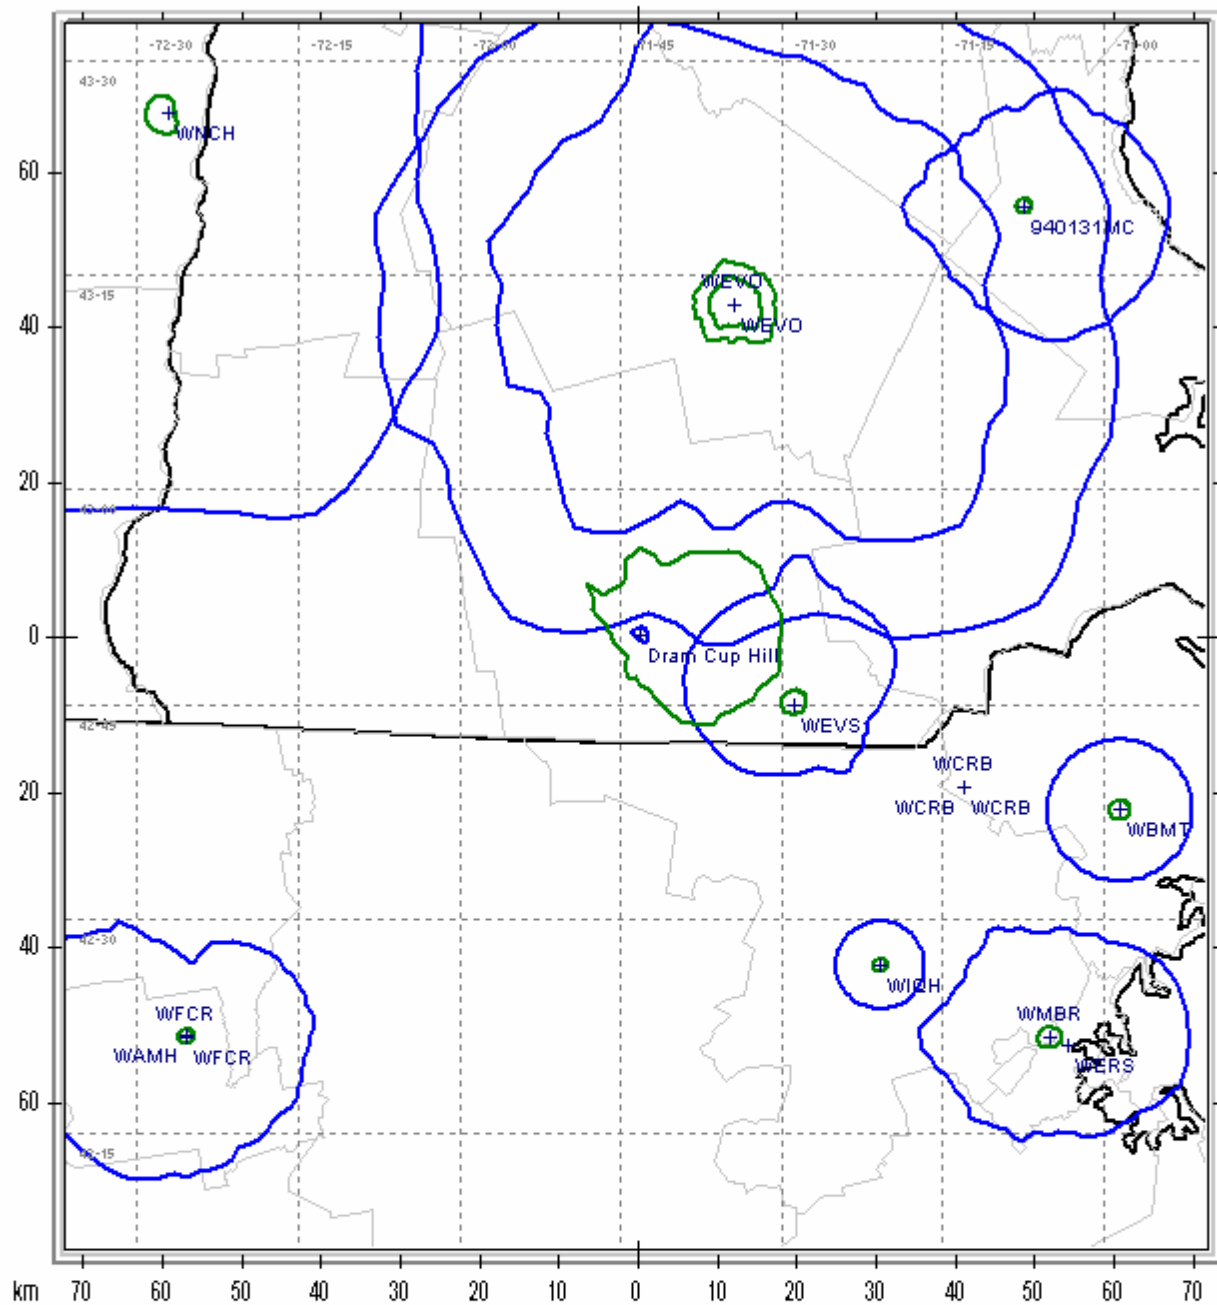 -72-30 -72-15 -72-00 -71-45 -71-30 -71-15 -71-00
43-30
WNCH
60
940131MC
43-15
WEVO
WEVO
40
20
43-00
0
Dram Cup Hill
WEVS
42-45
WCRB
20
WCRB WCRB
WBMT
40
42-30
WIQH
WFCR
WMBR
WAMH WFCR
WERS
60
42-15
km 70 60 50 40 30 20 10 0 10 20 30 40 50 60 70